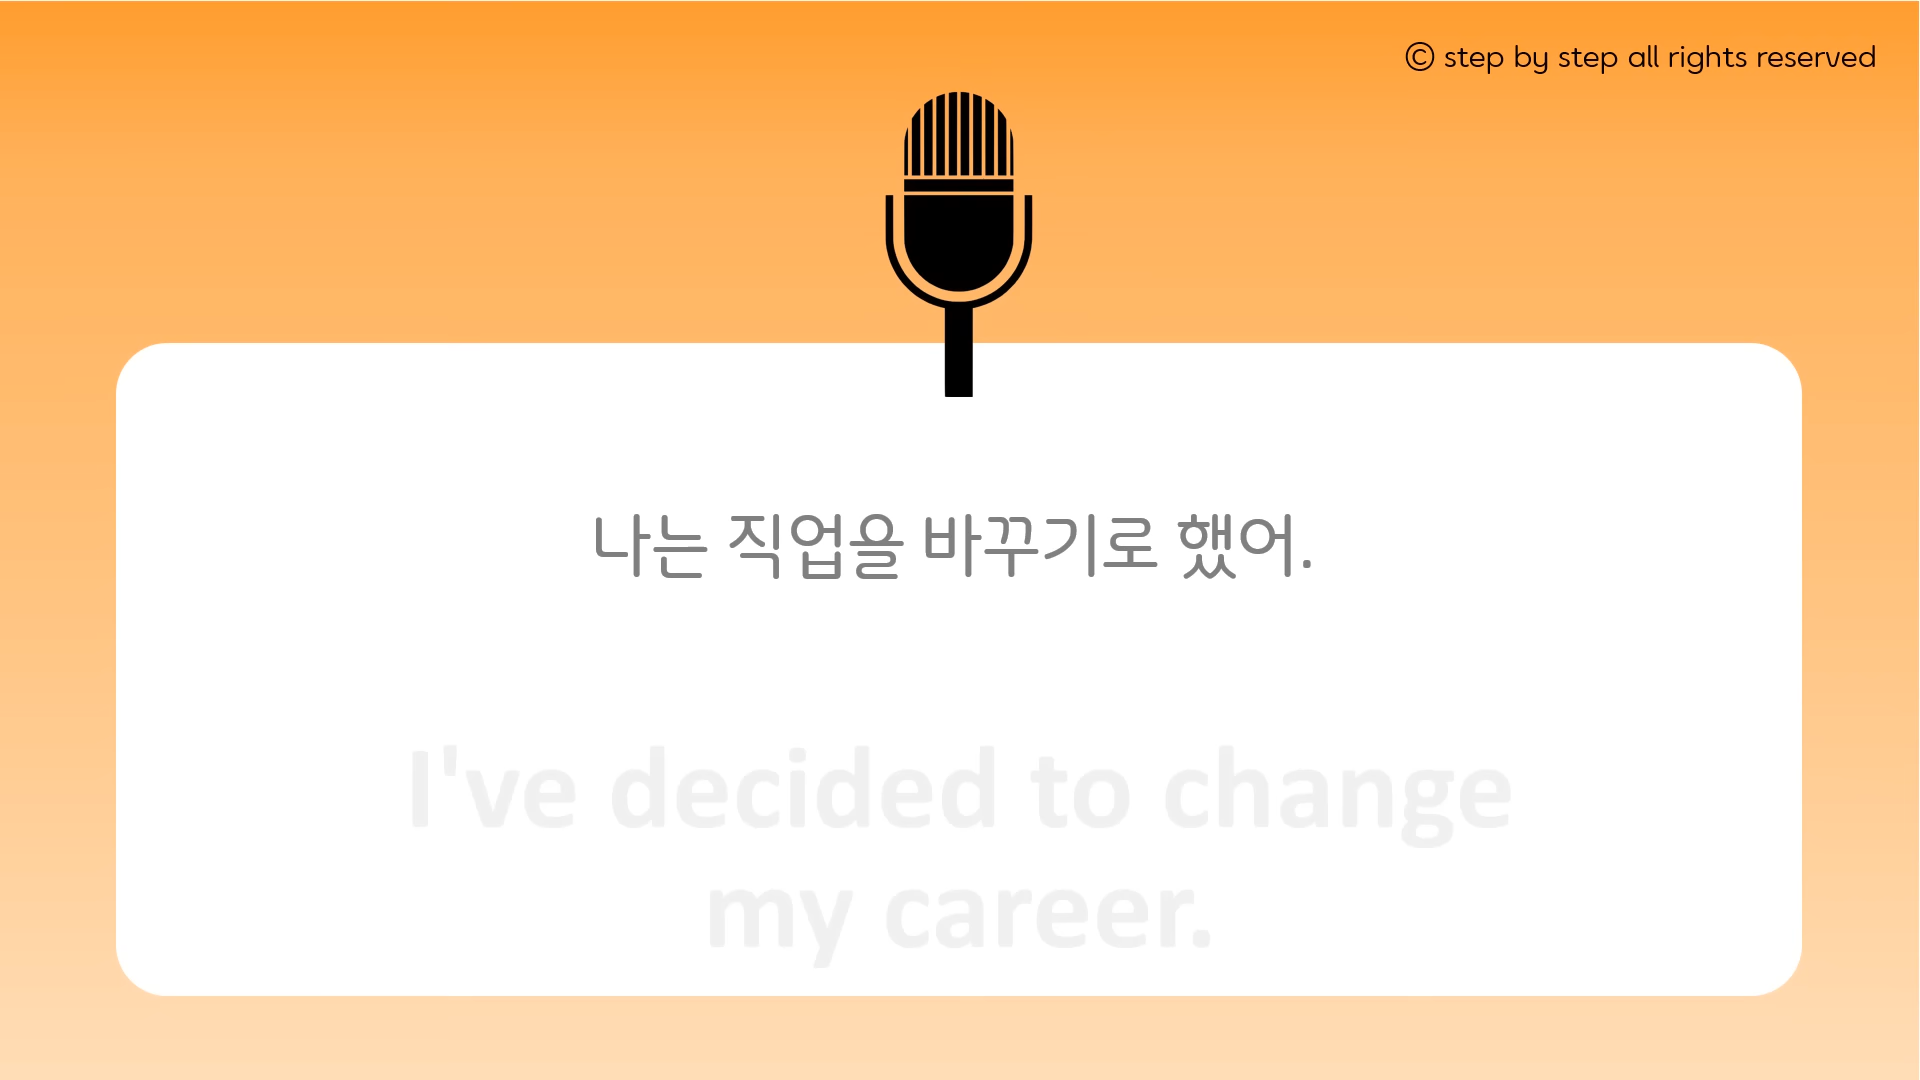 © step by step all rights reserved
나는 직업을 바꾸기로 했어.
I've decided to change
my career.